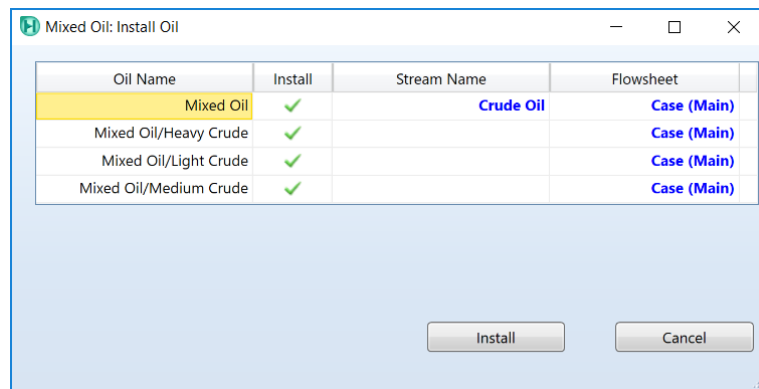 Mixed Oil: Install Oil
Oil Name Install Stream Name Flowsheet
Mixed Oil Crude Oil Case (Main)
Mixed Oil/Heavy Crude Case (Main)
Mixed Oil/Light Crude Case (Main)
Mixed Oil/Medium Crude Case (Main)
Install Cancel